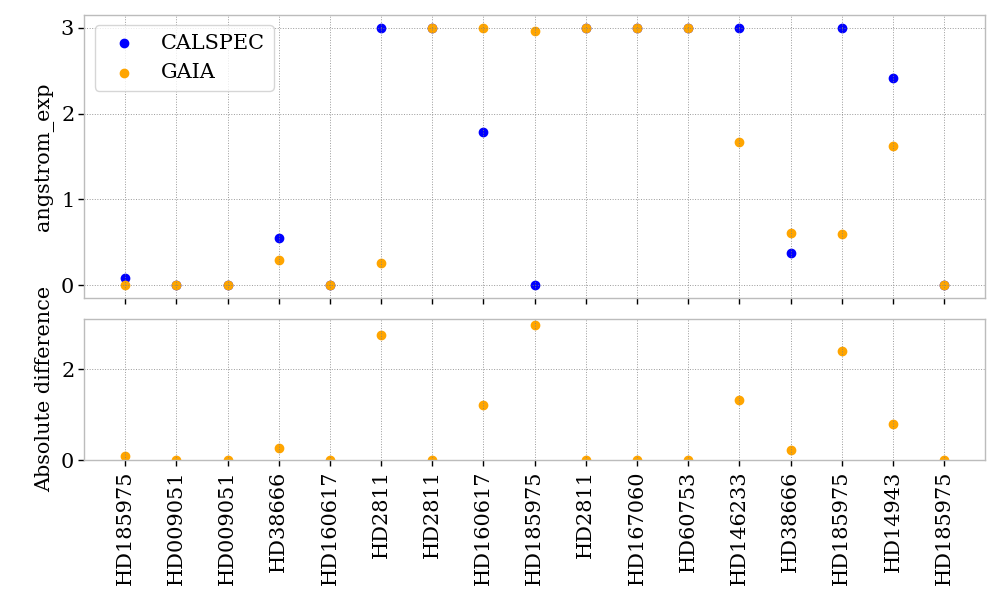 CALSPEC
GAIA
angstrom_exp
3
2
1
0
Absolute difference
2
0
HD185975
HD009051
HD009051
HD38666
HD160617
HD2811
HD2811
HD160617
HD185975
HD2811
HD167060
HD60753
HD146233
HD38666
HD185975
HD14943
HD185975